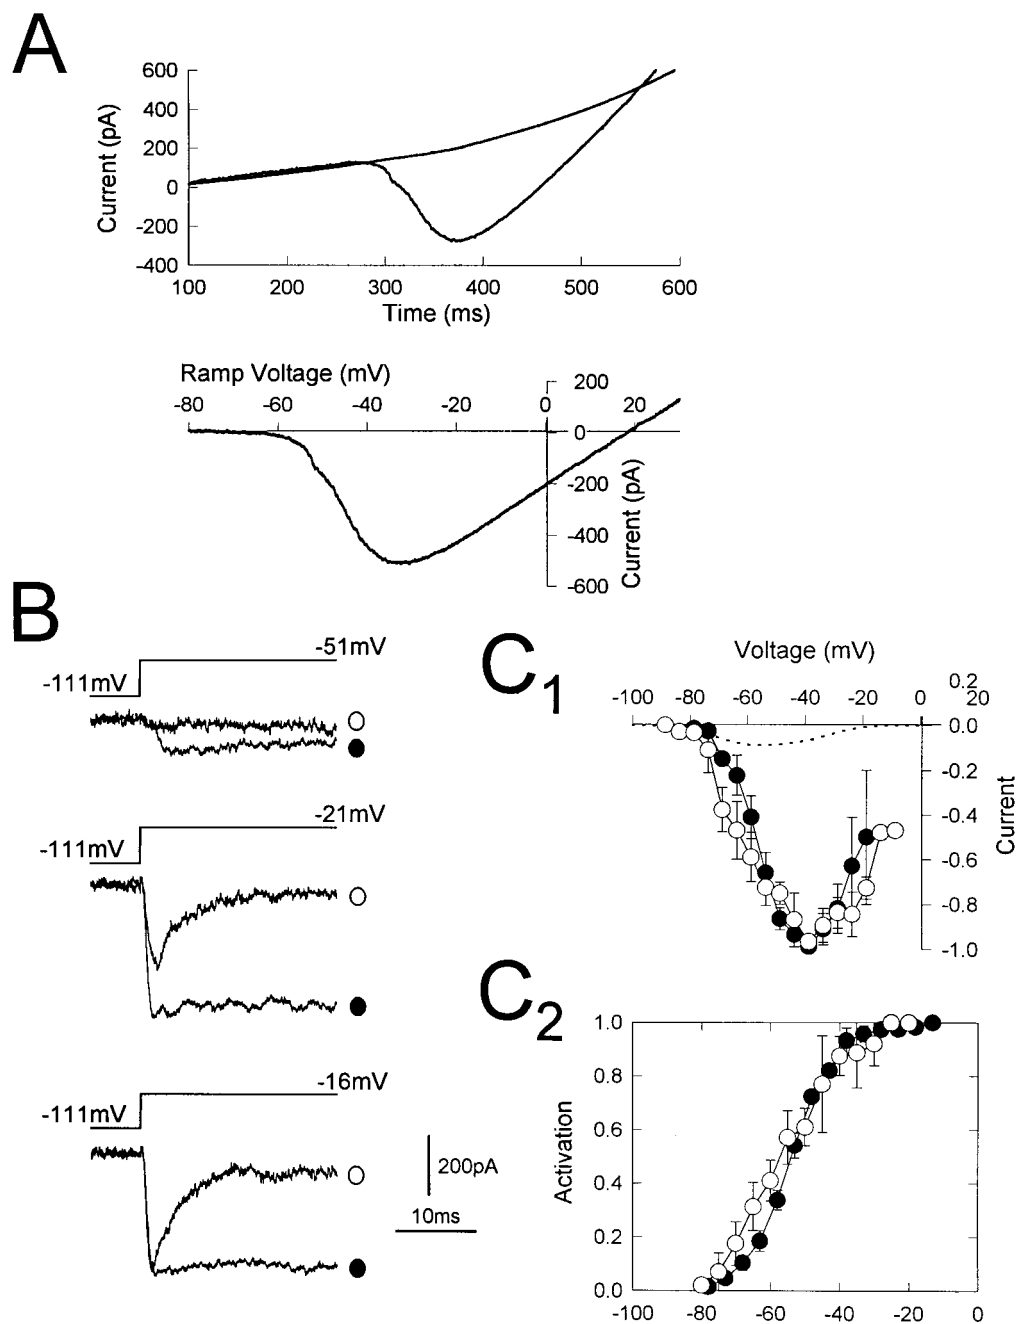 A
600
400
200
0
-200
-400
Current (pA)
100 200 300 400 500 600
Time (ms)
Ramp Voltage (mV)
-80 -60 -40 -20 0 20
200
0
-200
-400
-600
Current (pA)
B
-51mV
-111mV
-21mV
-111mV
-16mV
-111mV
200pA
10ms
C1
Voltage (mV)
-100 -80 -60 -40 -20 0 20
0.2
0.0
-0.2
-0.4
-0.6
-0.8
-1.0
Current
C2
1.0
0.8
0.6
0.4
0.2
0.0
Activation
-100 -80 -60 -40 -20 0